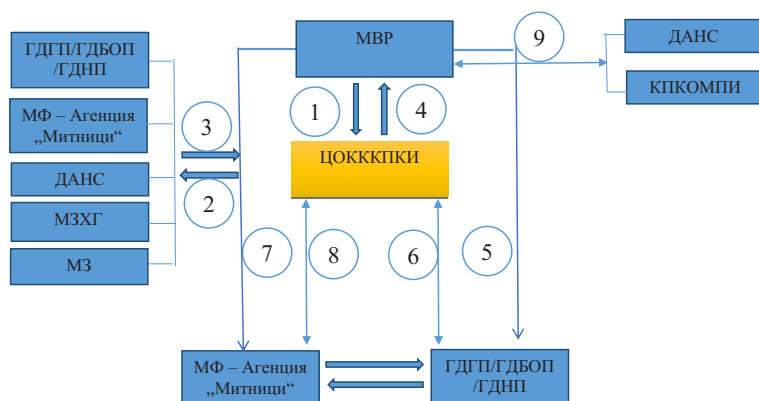 ГДГП/ГДБОП
/ГДНП
МФ – Агенция
„Митници“
ДАНС
МЗХГ
МЗ
3
2
МВР
1
4
ЦОКККПКИ
9
ДАНС
КПКОМПИ
7
8
6
5
МФ – Агенция
„Митници“
ГДГП/ГДБОП
/ГДНП